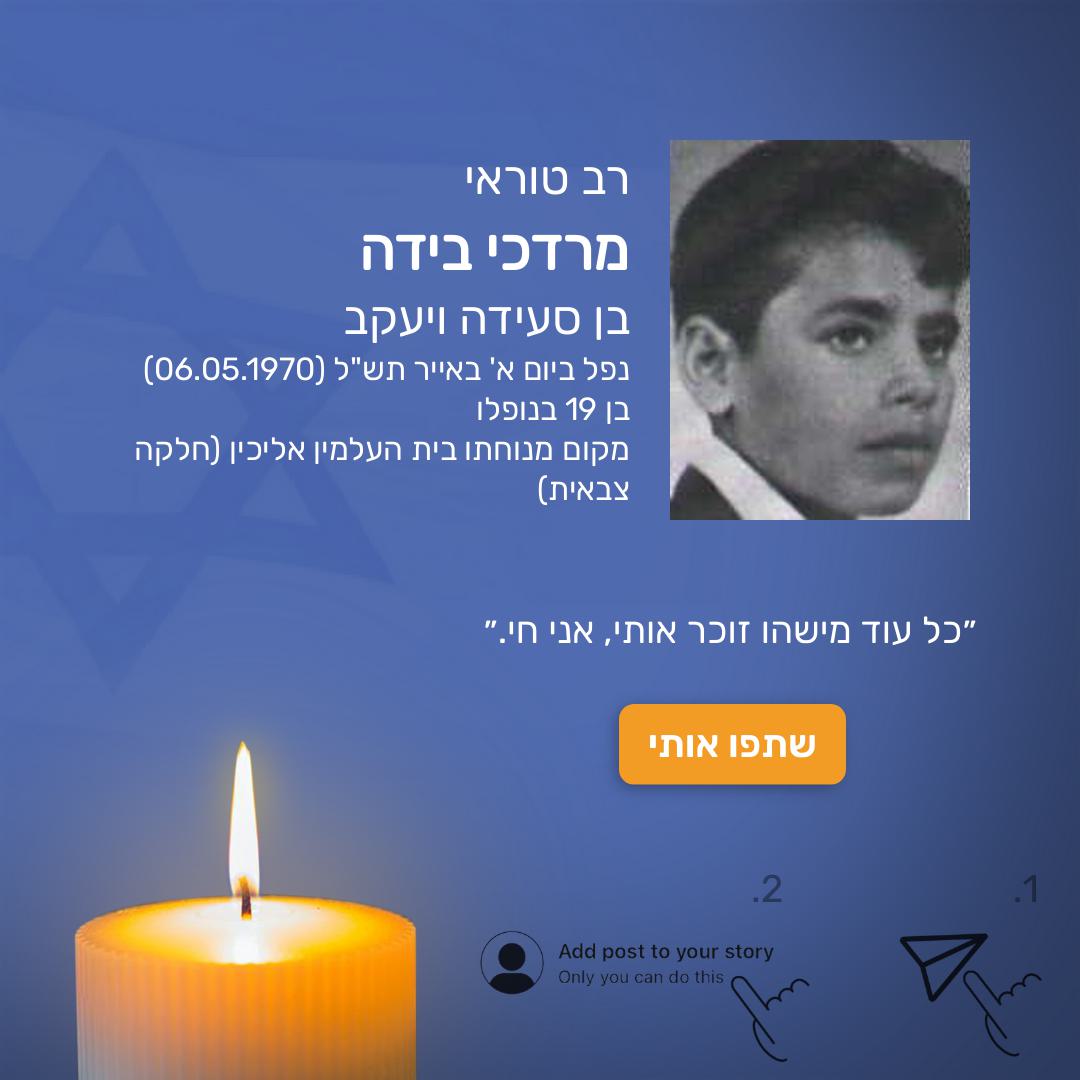 רב טוראי
מרדכי בידה
בן סעידה ויעקב
נפל ביום א' באייר תש"ל (06.05.1970)
בן 19 בנופלו
מקום מנוחתו בית העלמין אליכין (חלקה
צבאית)
״כל עוד מישהו זוכר אותי, אני חי.״
שתפו אותי
.1
.2
Add post to your story
Only you can do this